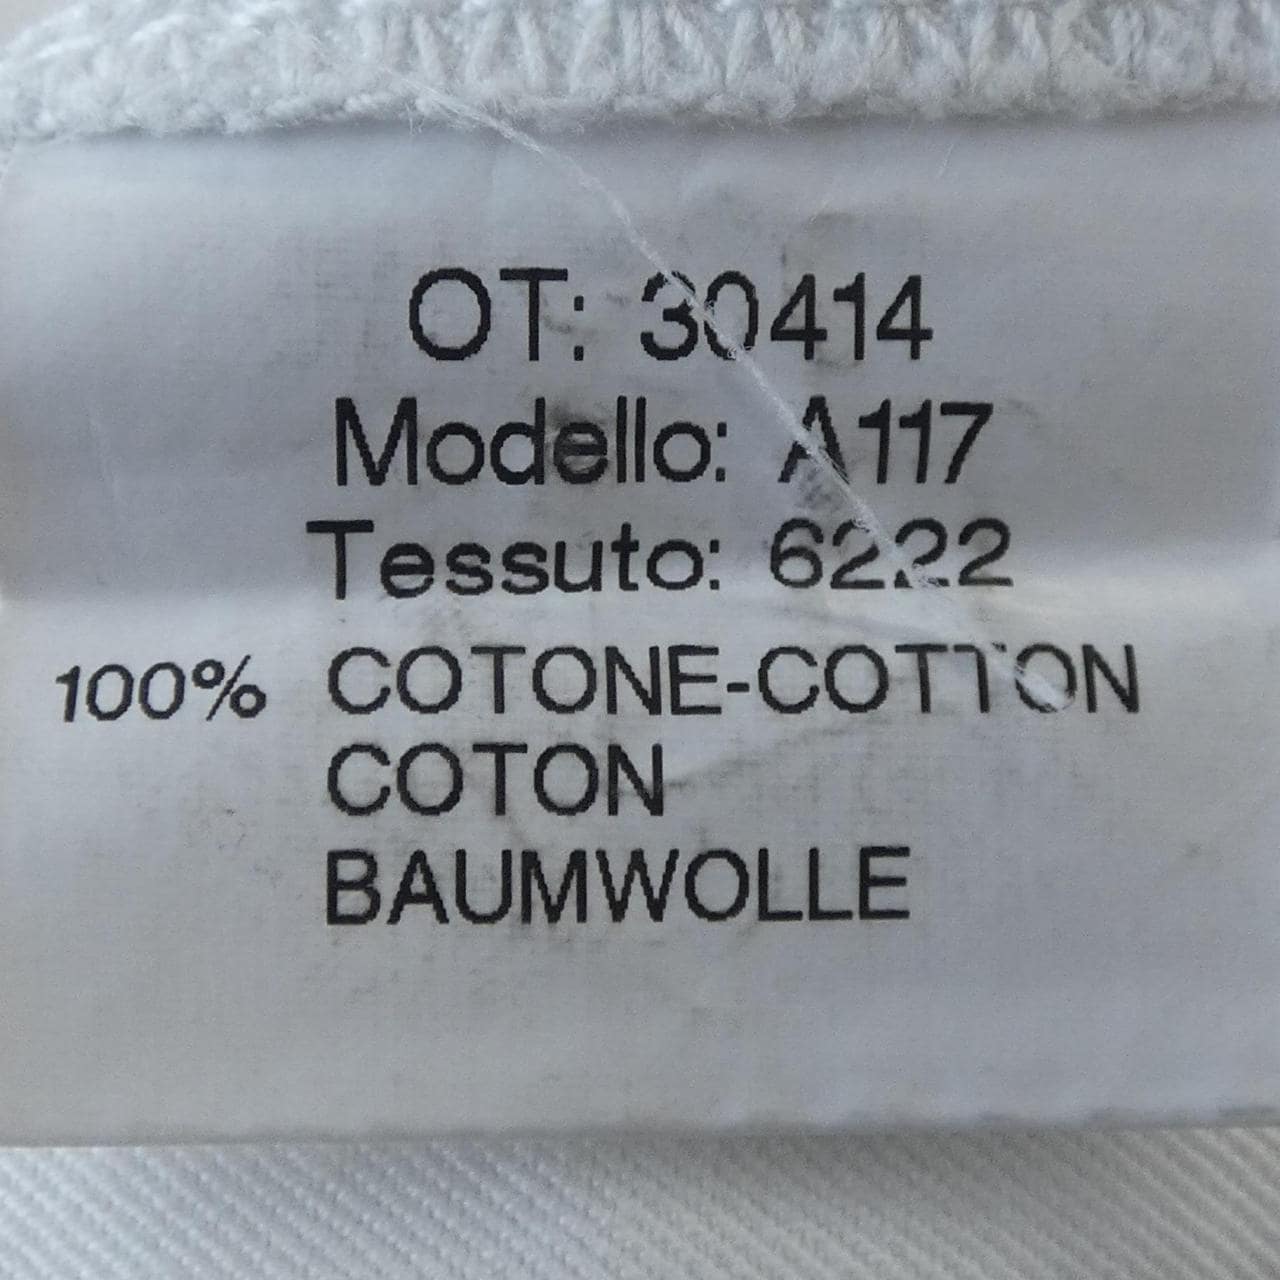 OT: 30414
Modello: A117
Tessuto: 6222
100% COTONE-COTTON
COTON
BAUMWOLLE